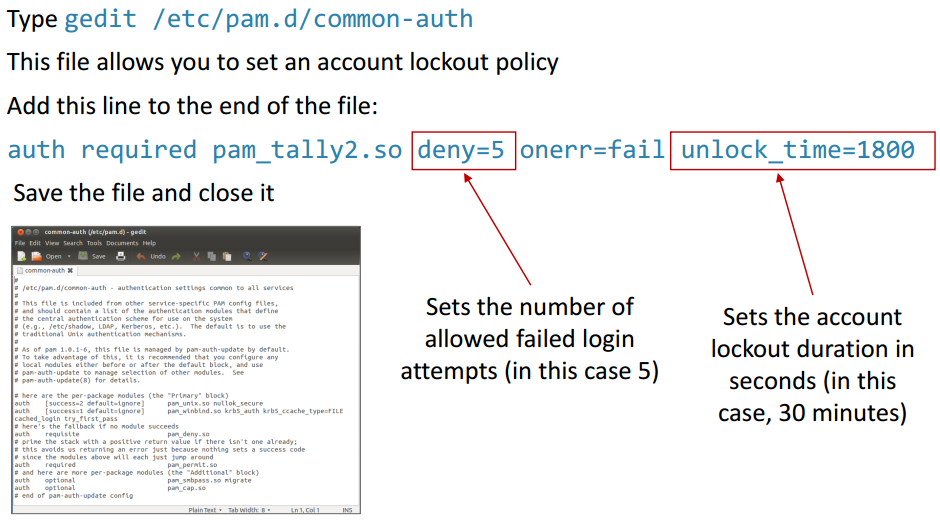 Type gedit /etc/pam.d/common-auth
This file allows you to set an account lockout policy
Add this line to the end of the file:
auth required pam_tally2.so deny=5 onerr=fail unlock_time=1800
Save the file and close it
common-auth (/etc/pam.d) - gedit
File Edit View Search Tools Documents Help
Open Save Undo
common-auth
#
# /etc/pam.d/common-auth - authentication settings common to all services
#
# This file is included from other service-specific PAM config files,
# and should contain a list of the authentication modules that define
# the central authentication scheme for use on the system
# (e.g., /etc/shadow, LDAP, Kerberos, etc.).  The default is to use the
# traditional Unix authentication mechanisms.
#
# As of pam 1.0.1-6, this file is managed by pam-auth-update by default.
# To take advantage of this, it is recommended that you configure any
# local modules either before or after the default block, and use
# pam-auth-update to manage selection of other modules.  See
# pam-auth-update(8) for details.
# here are the per-package modules (the "Primary" block)
auth [success=2 default=ignore] pam_unix.so nullok_secure
auth [success=1 default=ignore] pam_winbind.so krb5_auth krb5_ccache_type=FILE
cached_login try_first_pass
# here's the fallback if no module succeeds
auth requisite pam_deny.so
# prime the stack with a positive return value if there isn't one already;
# this avoids us returning an error just because nothing sets a success code
# since the modules above will each just jump around
auth required pam_permit.so
# and here are more per-package modules (the "Additional" block)
auth optional pam_smbpass.so migrate
auth optional pam_cap.so
# end of pam-auth-update config
Plain Text Tab Width: 8 Ln 1, Col 1 INS
Sets the number of
allowed failed login
attempts (in this case 5)
Sets the account
lockout duration in
seconds (in this
case, 30 minutes)